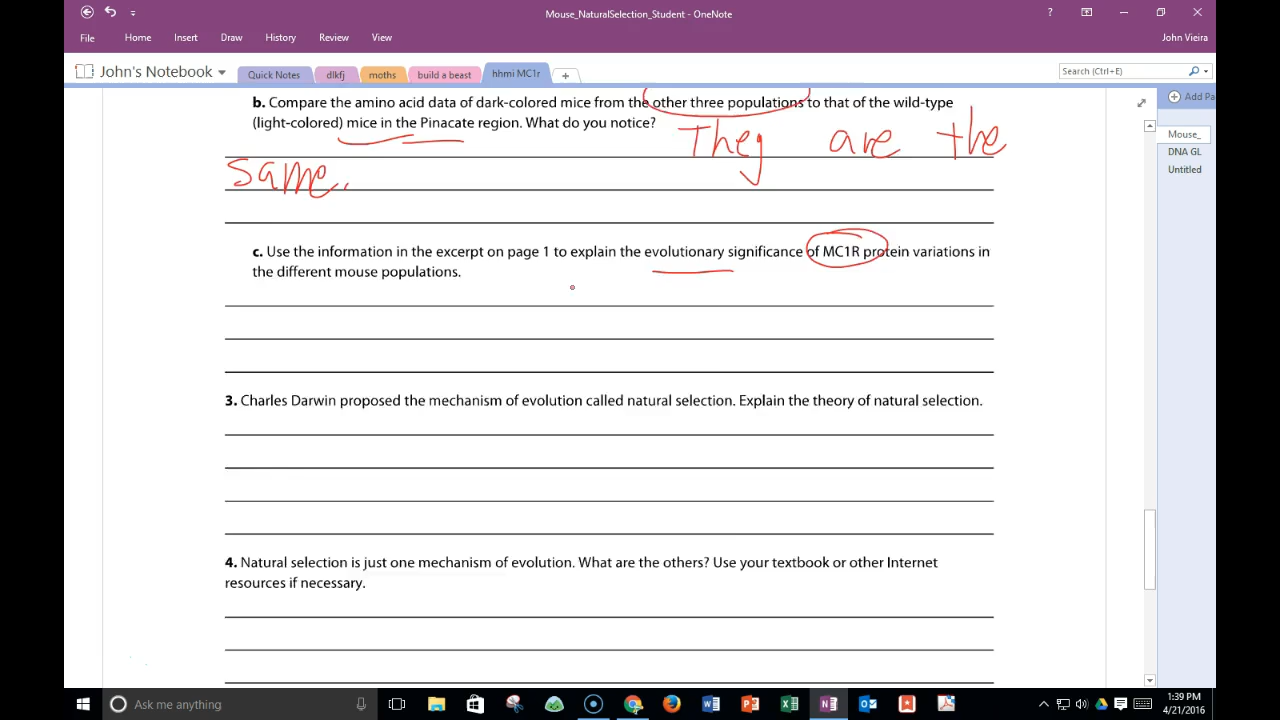 Mouse_NaturalSelection_Student - OneNote
?
File Home Insert Draw History Review View
John Vieira
John's Notebook
Quick Notes dlkfj moths build a beast hhmi MC1r
Search (Ctrl+E)
Add Pa
Mouse_
DNA GL
Untitled
b. Compare the amino acid data of dark-colored mice from the other three populations to that of the wild-type
(light-colored) mice in the Pinacate region. What do you notice?
They are the
same.
c. Use the information in the excerpt on page 1 to explain the evolutionary significance of MC1R protein variations in
the different mouse populations.
3. Charles Darwin proposed the mechanism of evolution called natural selection. Explain the theory of natural selection.
4. Natural selection is just one mechanism of evolution. What are the others? Use your textbook or other Internet
resources if necessary.
Ask me anything
1:39 PM
4/21/2016